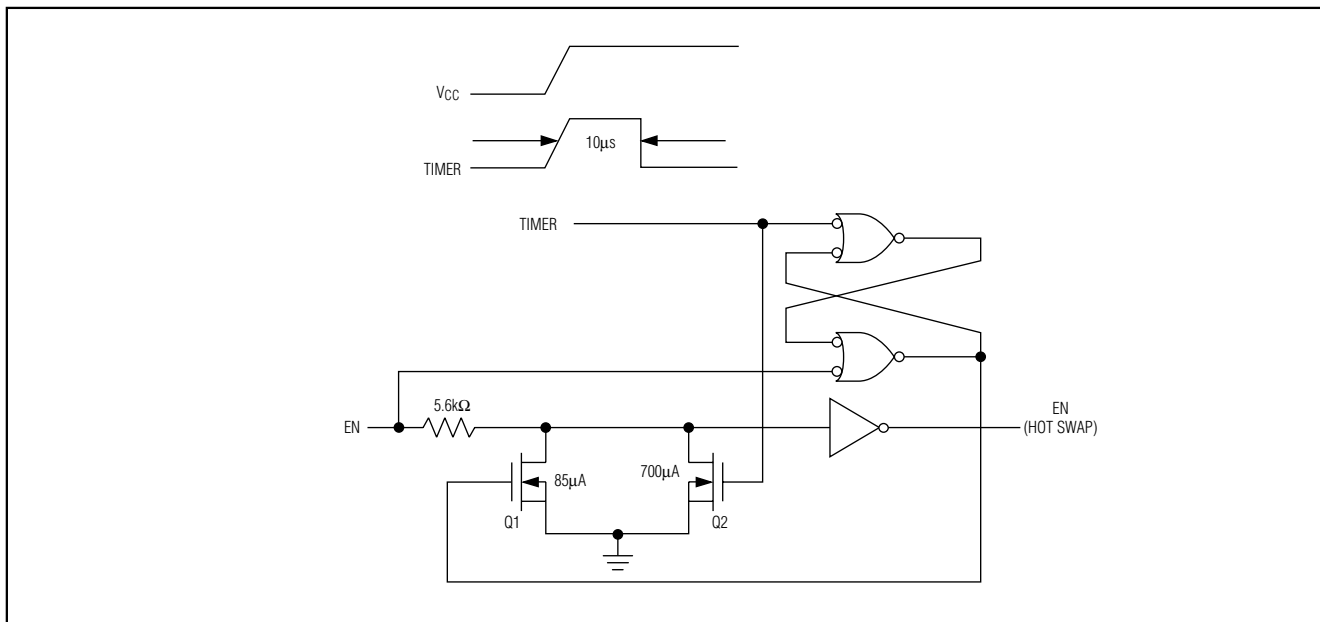 VCC
10μs
TIMER
TIMER
5.6kΩ
EN
EN
(HOT SWAP)
85μA
700μA
Q1
Q2